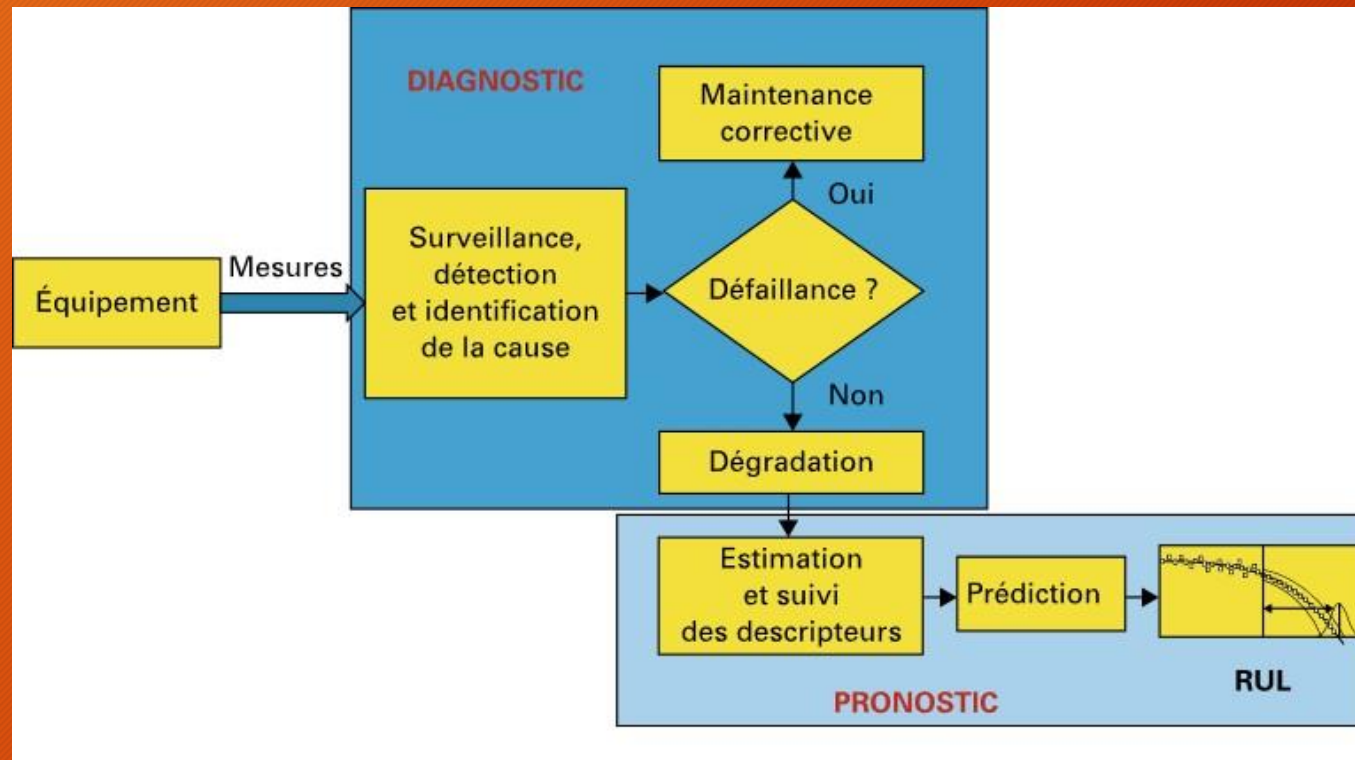 DIAGNOSTIC
Maintenance
corrective
Oui
Surveillance,
détection
et identification
de la cause
Mesures
Équipement
Défaillance ?
Non
Dégradation
Estimation
et suivi
des descripteurs
Prédiction
RUL
PRONOSTIC